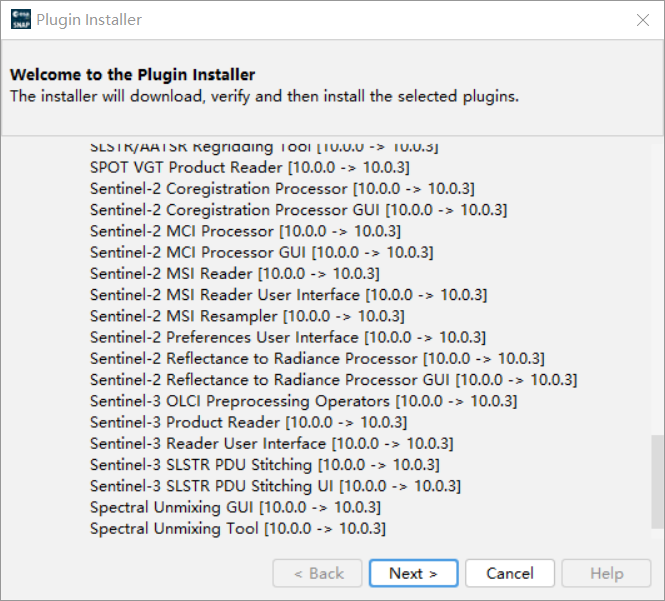 esa
SNAP
Plugin Installer
Welcome to the Plugin Installer
The installer will download, verify and then install the selected plugins.
SLSTR/AATSR Regridding Tool [10.0.0 -> 10.0.3]
SPOT VGT Product Reader [10.0.0 -> 10.0.3]
Sentinel-2 Coregistration Processor [10.0.0 -> 10.0.3]
Sentinel-2 Coregistration Processor GUI [10.0.0 -> 10.0.3]
Sentinel-2 MCI Processor [10.0.0 -> 10.0.3]
Sentinel-2 MCI Processor GUI [10.0.0 -> 10.0.3]
Sentinel-2 MSI Reader [10.0.0 -> 10.0.3]
Sentinel-2 MSI Reader User Interface [10.0.0 -> 10.0.3]
Sentinel-2 MSI Resampler [10.0.0 -> 10.0.3]
Sentinel-2 Preferences User Interface [10.0.0 -> 10.0.3]
Sentinel-2 Reflectance to Radiance Processor [10.0.0 -> 10.0.3]
Sentinel-2 Reflectance to Radiance Processor GUI [10.0.0 -> 10.0.3]
Sentinel-3 OLCI Preprocessing Operators [10.0.0 -> 10.0.3]
Sentinel-3 Product Reader [10.0.0 -> 10.0.3]
Sentinel-3 Reader User Interface [10.0.0 -> 10.0.3]
Sentinel-3 SLSTR PDU Stitching [10.0.0 -> 10.0.3]
Sentinel-3 SLSTR PDU Stitching UI [10.0.0 -> 10.0.3]
Spectral Unmixing GUI [10.0.0 -> 10.0.3]
Spectral Unmixing Tool [10.0.0 -> 10.0.3]
< Back Next > Cancel Help